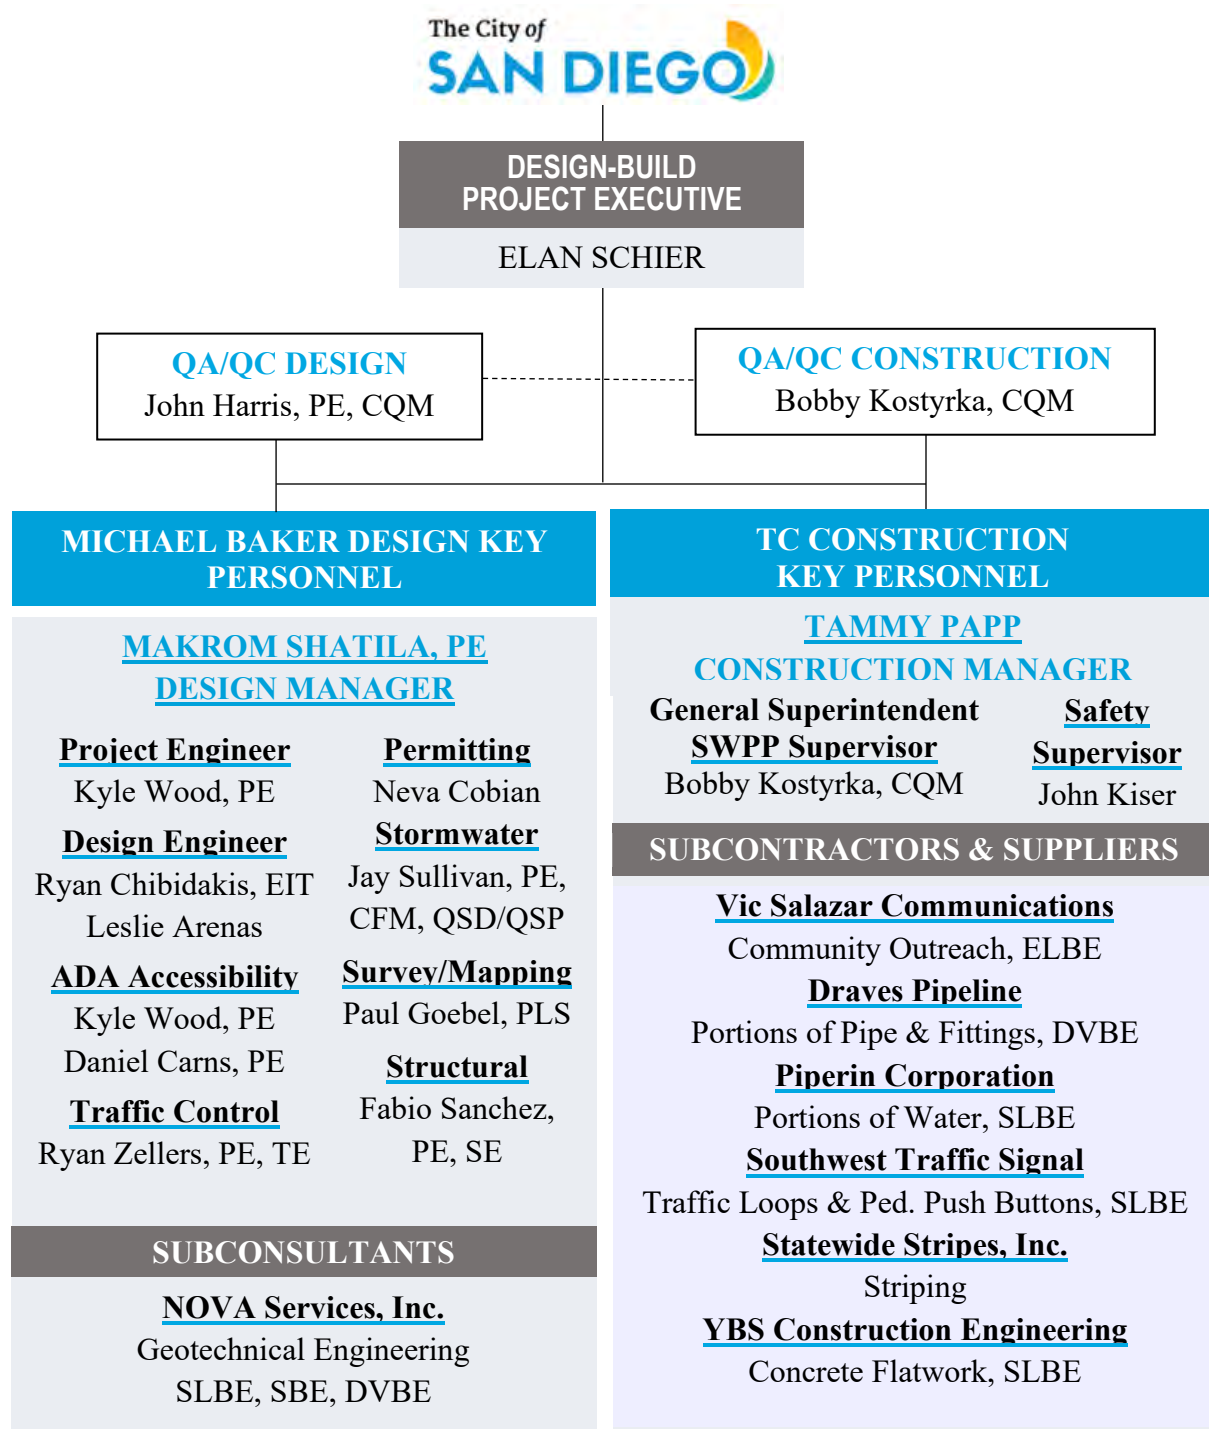 The City of
SAN DIEGO
DESIGN-BUILD
PROJECT EXECUTIVE
ELAN SCHIER
QA/QC DESIGN
John Harris, PE, CQM
QA/QC CONSTRUCTION
Bobby Kostyrka, CQM
MICHAEL BAKER DESIGN KEY
PERSONNEL
MAKROM SHATILA, PE
DESIGN MANAGER
Project Engineer
Kyle Wood, PE
Design Engineer
Ryan Chibidakis, EIT
Leslie Arenas
ADA Accessibility
Kyle Wood, PE
Daniel Carns, PE
Traffic Control
Ryan Zellers, PE, TE
Permitting
Neva Cobian
Stormwater
Jay Sullivan, PE,
CFM, QSD/QSP
Survey/Mapping
Paul Goebel, PLS
Structural
Fabio Sanchez,
PE, SE
SUBCONSULTANTS
NOVA Services, Inc.
Geotechnical Engineering
SLBE, SBE, DVBE
TC CONSTRUCTION
KEY PERSONNEL
TAMMY PAPP
CONSTRUCTION MANAGER
General Superintendent
SWPP Supervisor
Bobby Kostyrka, CQM
Safety
Supervisor
John Kiser
SUBCONTRACTORS & SUPPLIERS
Vic Salazar Communications
Community Outreach, ELBE
Draves Pipeline
Portions of Pipe & Fittings, DVBE
Piperin Corporation
Portions of Water, SLBE
Southwest Traffic Signal
Traffic Loops & Ped. Push Buttons, SLBE
Statewide Stripes, Inc.
Striping
YBS Construction Engineering
Concrete Flatwork, SLBE